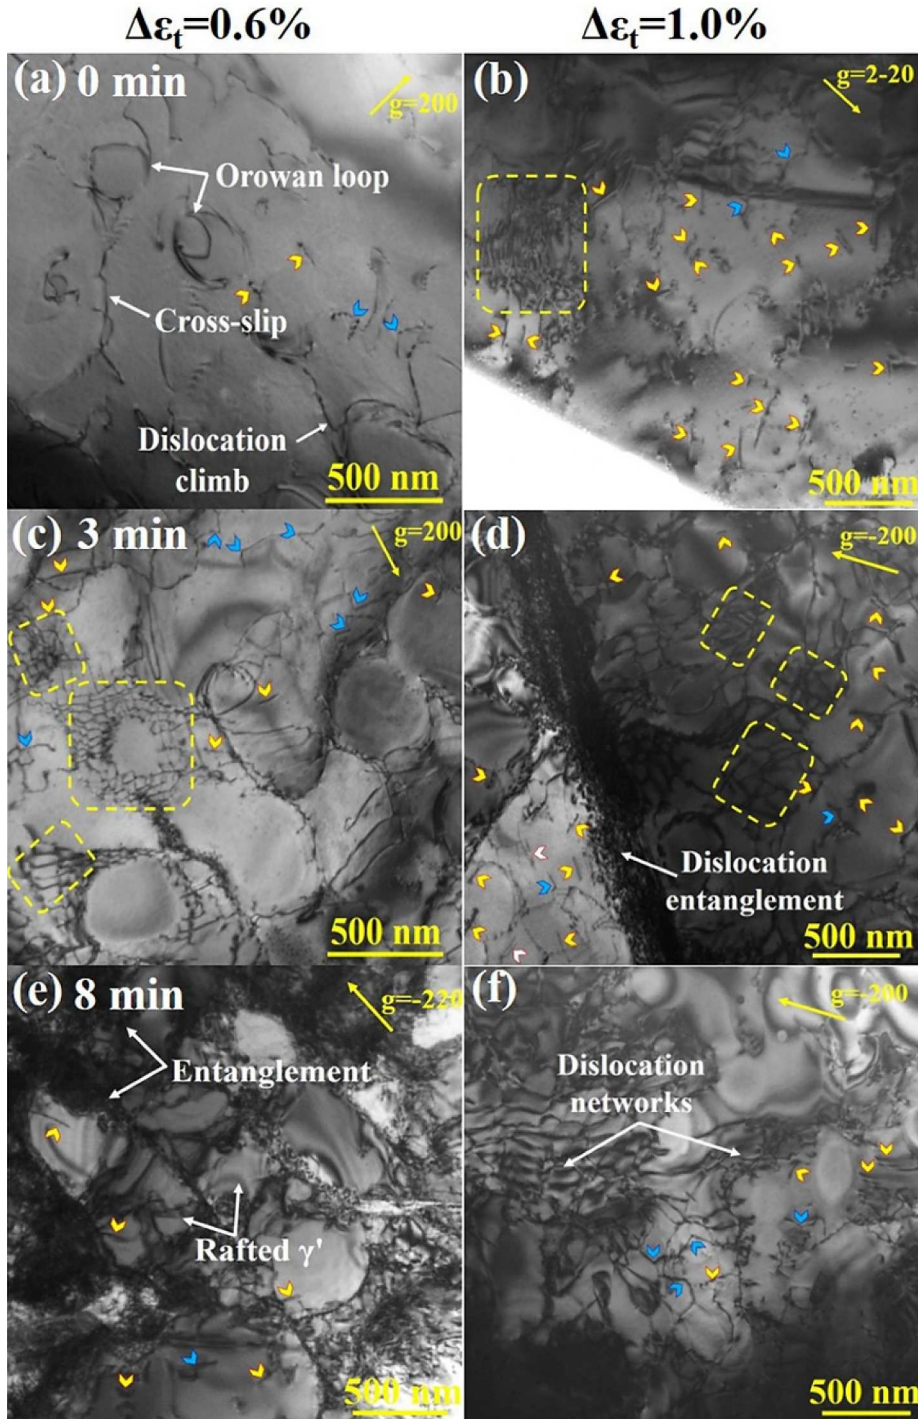 Δεt=0.6%
Δεt=1.0%
(a) 0 min
g=200
Orowan loop
Cross-slip
Dislocation
climb
500 nm
(b)
g=2-20
500 nm
(c) 3 min
g=200
500 nm
(d)
g=-200
Dislocation
entanglement
500 nm
(e) 8 min
g=-220
Entanglement
Rafted γ'
500 nm
(f)
g=-200
Dislocation
networks
500 nm